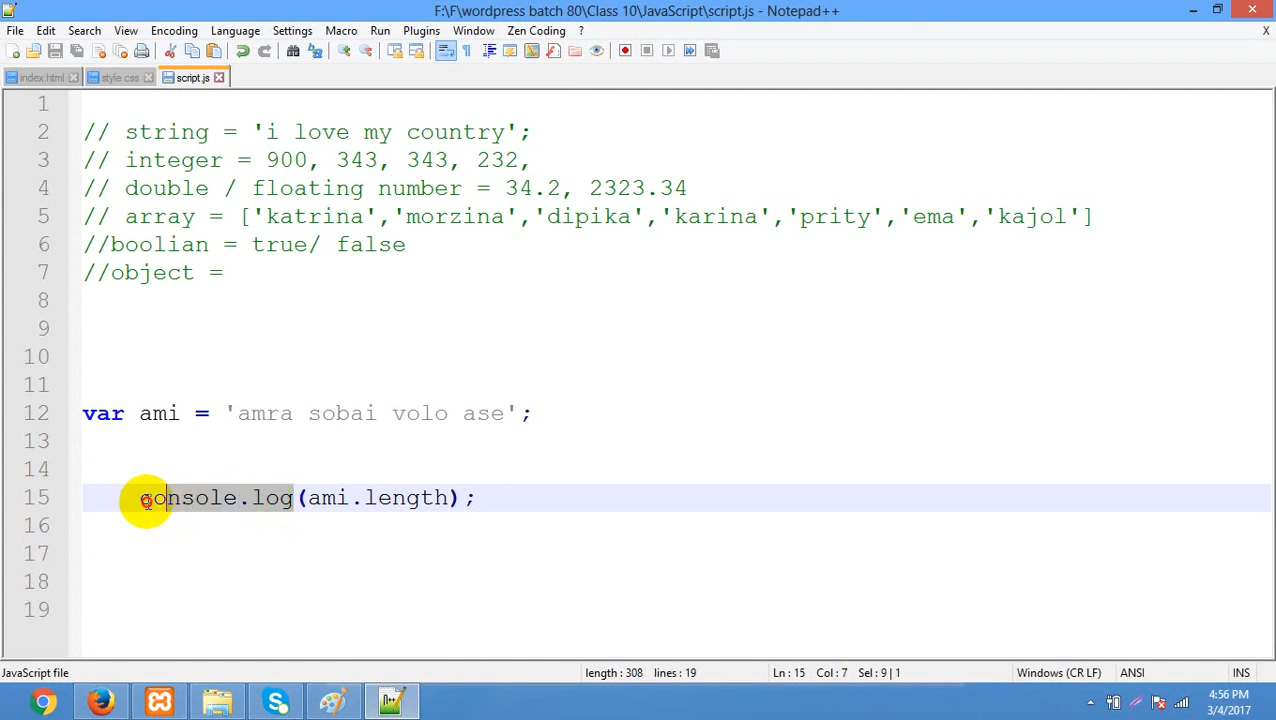 F:\F\wordpress batch 80\Class 10\JavaScript\script.js - Notepad++
File Edit Search View Encoding Language Settings Macro Run Plugins Window Zen Coding ? X
index.html style.css script.js
1
2 // string = 'i love my country';
3 // integer = 900, 343, 343, 232,
4 // double / floating number = 34.2, 2323.34
5 // array = ['katrina','morzina','dipika','karina','prity','ema','kajol']
6 //boolian = true/ false
7 //object =
8
9
10
11
12 var ami = 'amra sobai volo ase';
13
14
15 console.log(ami.length);
16
17
18
19
JavaScript file length : 308 lines : 19 Ln : 15 Col : 7 Sel : 9 | 1 Windows (CR LF) ANSI INS
4:56 PM
3/4/2017